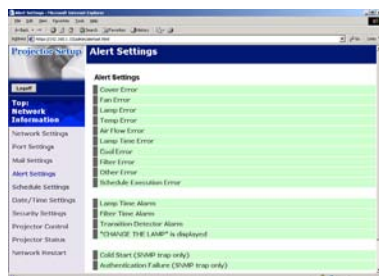 Projector Setup
Alert Settings
Logoff
Top:
Network
Information
Network Settings
Port Settings
Mail Settings
Alert Settings
Schedule Settings
Date/Time Settings
Security Settings
Projector Control
Projector Status
Network Restart
Alert Settings
Cover Error
Fan Error
Lamp Error
Temp Error
Air Flow Error
Lamp Time Error
Cool Error
Filter Error
Other Error
Schedule Execution Error
Lamp Time Alarm
Filter Time Alarm
Transition Detector Alarm
"CHANGE THE LAMP" is displayed
Cold Start (SNMP trap only)
Authentication Failure (SNMP trap only)